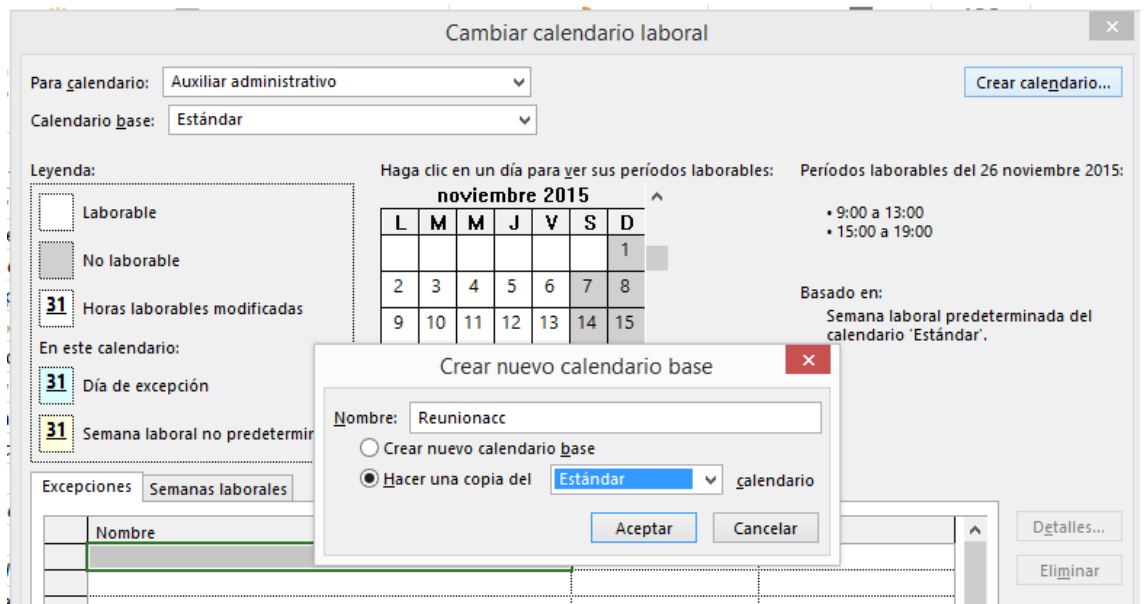 Cambiar calendario laboral
Para calendario: Auxiliar administrativo
Crear calendario...
Calendario base: Estándar
Leyenda:
Laborable
No laborable
31 Horas laborables modificadas
En este calendario:
31 Día de excepción
31 Semana laboral no predetermin
Haga clic en un día para ver sus períodos laborables:
noviembre 2015
L M M J V S D
1
2 3 4 5 6 7 8
9 10 11 12 13 14 15
Períodos laborables del 26 noviembre 2015:
• 9:00 a 13:00
• 15:00 a 19:00
Basado en:
Semana laboral predeterminada del
calendario 'Estándar'.
Crear nuevo calendario base
Nombre: Reunionacc
Crear nuevo calendario base
Hacer una copia del Estándar calendario
Aceptar Cancelar
Excepciones Semanas laborales
Nombre
Detalles...
Eliminar